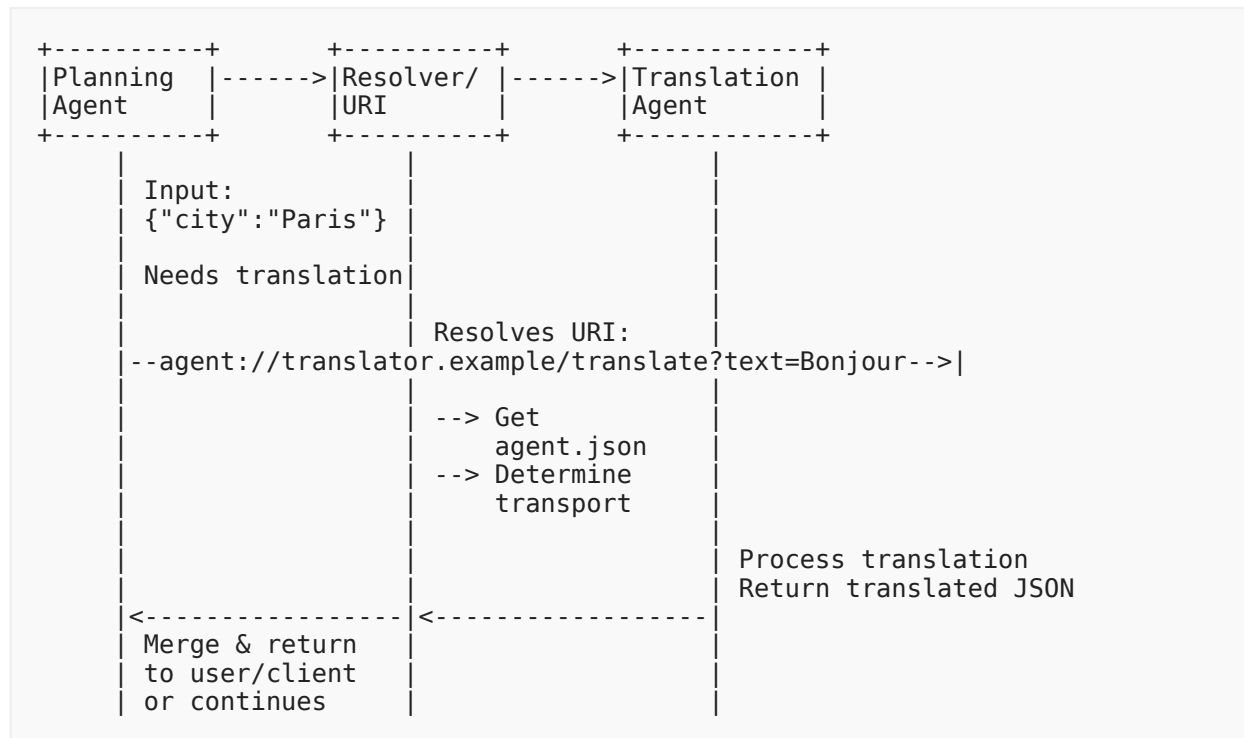 +----------+       +----------+       +------------+
|Planning  |------>|Resolver/ |------>|Translation |
|Agent     |       |URI       |       |Agent       |
+----------+       +----------+       +------------+
     |                   |                    |
     | Input:            |                    |
     | {"city":"Paris"}  |                    |
     |                   |                    |
     | Needs translation|                    |
     |                   |                    |
     |                   | Resolves URI:      |
     |--agent://translator.example/translate?text=Bonjour-->|
     |                   |                    |
     |                   | --> Get            |
     |                   |     agent.json     |
     |                   | --> Determine      |
     |                   |     transport      |
     |                   |                    |
     |                   |                    | Process translation
     |                   |                    | Return translated JSON
     |<------------------|<-------------------|
     | Merge & return    |                    |
     | to user/client    |                    |
     | or continues      |                    |